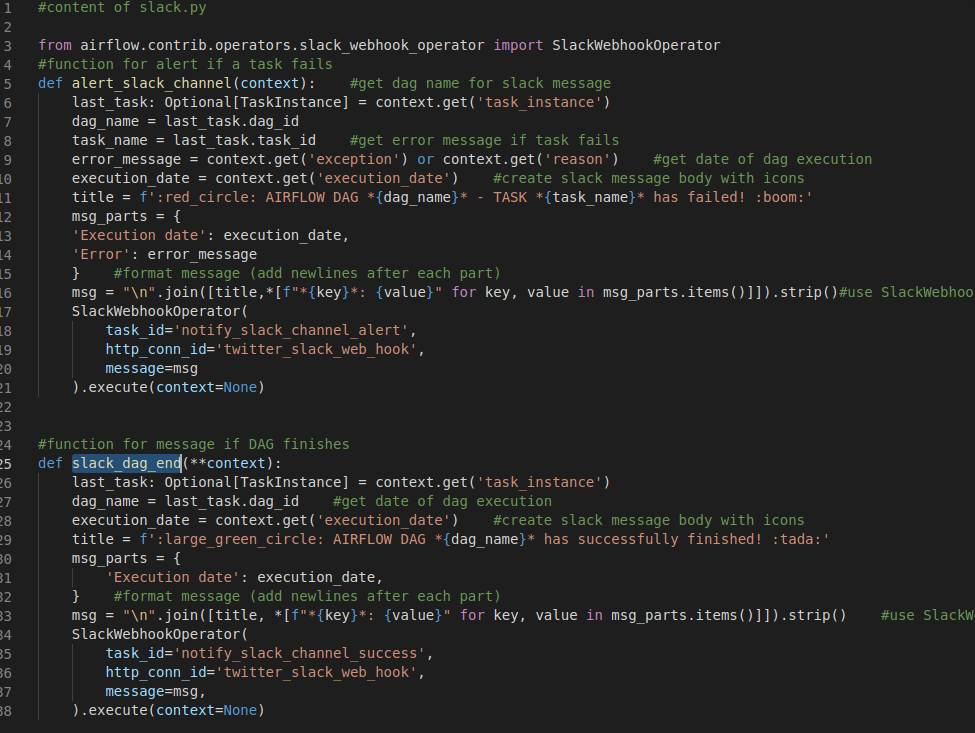 1 #content of slack.py
2
3 from airflow.contrib.operators.slack_webhook_operator import SlackWebhookOperator
4 #function for alert if a task fails
5 def alert_slack_channel(context):    #get dag name for slack message
6     last_task: Optional[TaskInstance] = context.get('task_instance')
7     dag_name = last_task.dag_id
8     task_name = last_task.task_id    #get error message if task fails
9     error_message = context.get('exception') or context.get('reason')    #get date of dag execution
10     execution_date = context.get('execution_date')    #create slack message body with icons
11     title = f':red_circle: AIRFLOW DAG *{dag_name}* - TASK *{task_name}* has failed! :boom:'
12     msg_parts = {
13     'Execution date': execution_date,
14     'Error': error_message
15     }    #format message (add newlines after each part)
16     msg = "\n".join([title,*[f"*{key}*: {value}" for key, value in msg_parts.items()]]).strip()#use SlackWebhoo
17     SlackWebhookOperator(
18         task_id='notify_slack_channel_alert',
19         http_conn_id='twitter_slack_web_hook',
20         message=msg
21     ).execute(context=None)
22
23
24 #function for message if DAG finishes
25 def slack_dag_end(**context):
26     last_task: Optional[TaskInstance] = context.get('task_instance')
27     dag_name = last_task.dag_id    #get date of dag execution
28     execution_date = context.get('execution_date')    #create slack message body with icons
29     title = f':large_green_circle: AIRFLOW DAG *{dag_name}* has successfully finished! :tada:'
30     msg_parts = {
31         'Execution date': execution_date,
32     }    #format message (add newlines after each part)
33     msg = "\n".join([title, *[f"*{key}*: {value}" for key, value in msg_parts.items()]]).strip()    #use SlackW
34     SlackWebhookOperator(
35         task_id='notify_slack_channel_success',
36         http_conn_id='twitter_slack_web_hook',
37         message=msg,
38     ).execute(context=None)